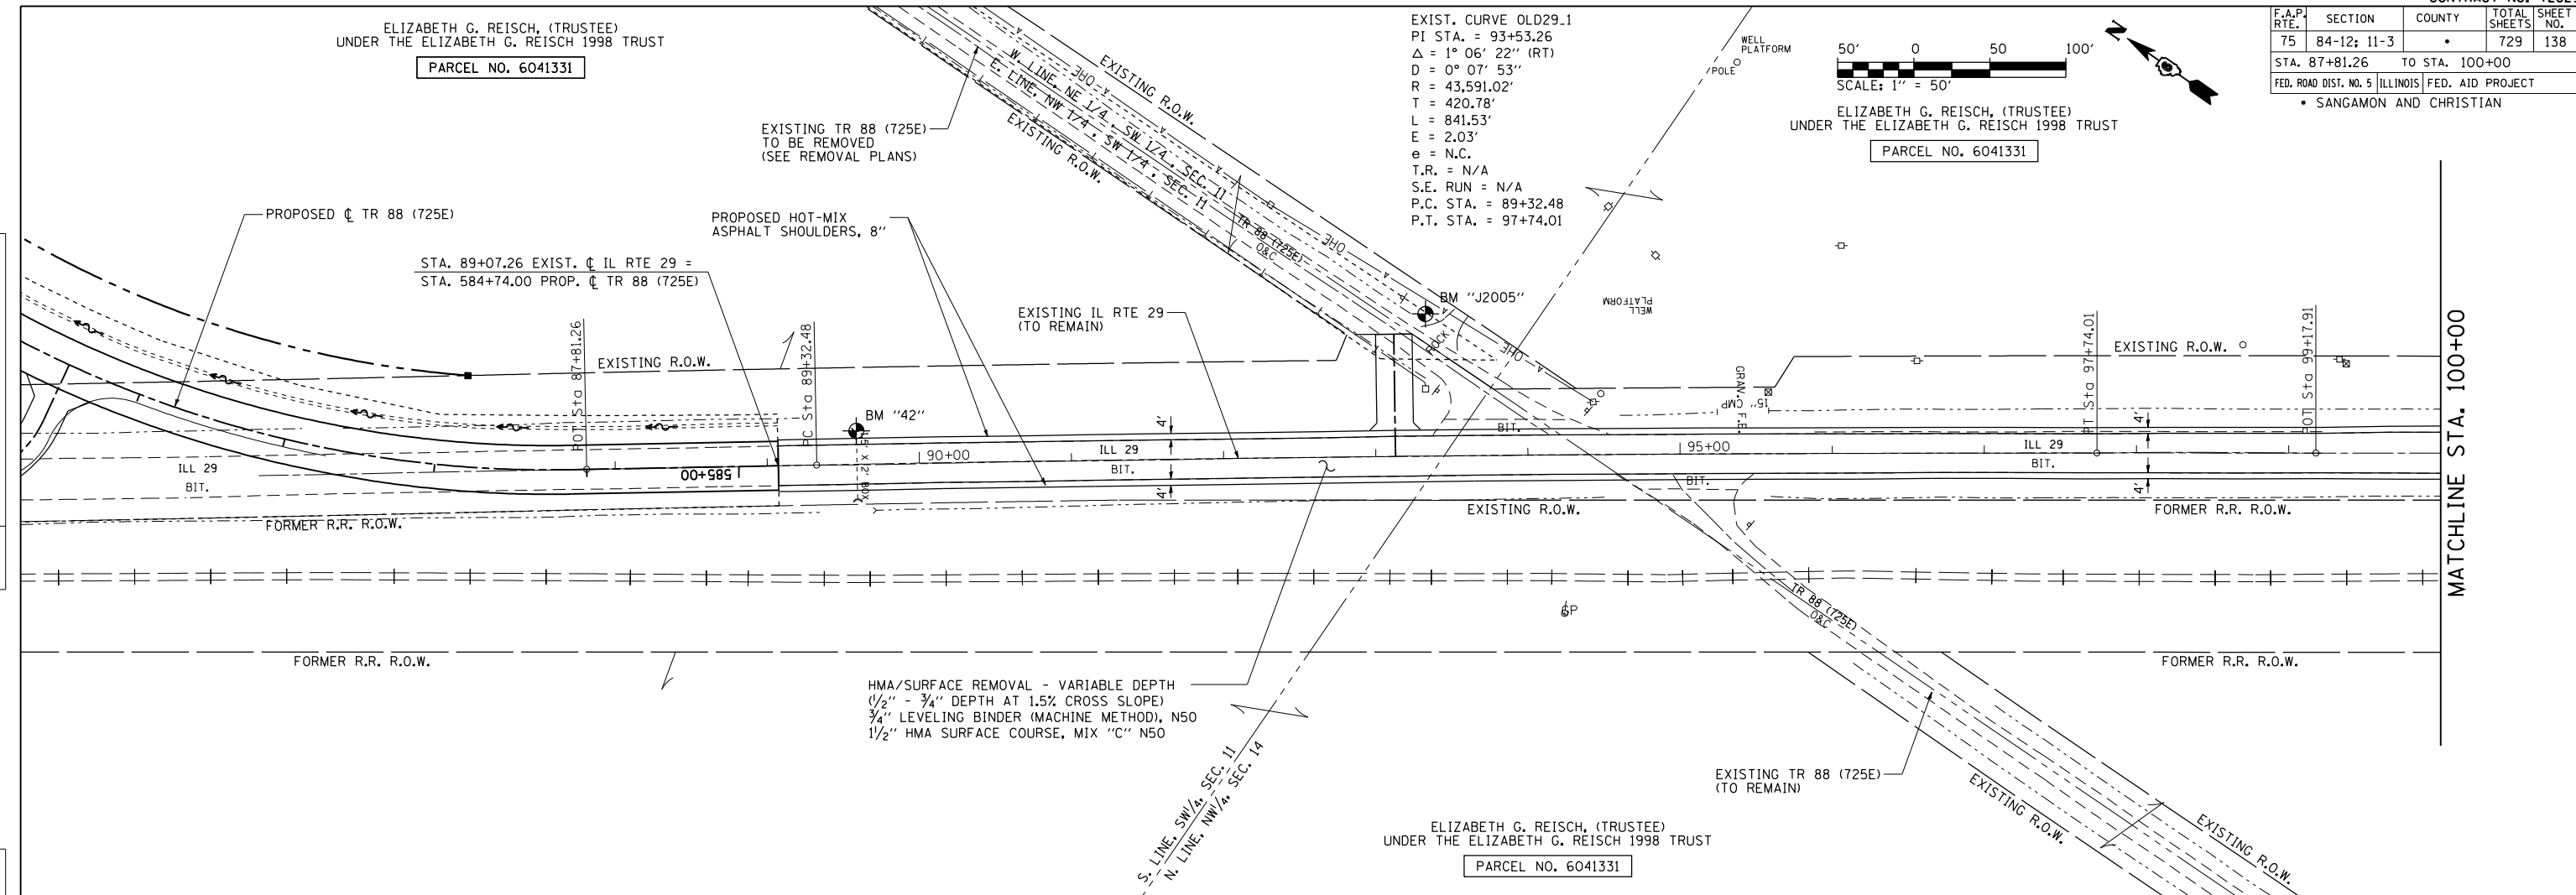 ELIZABETH G. REISCH, (TRUSTEE)
UNDER THE ELIZABETH G. REISCH 1998 TRUST
PARCEL NO. 6041331
EXISTING TR 88 (725E)
TO BE REMOVED
(SEE REMOVAL PLANS)
EXISTING R.O.W.
OHE
W. LINE, NE 1/4, SW 1/4, SEC. 11
E. LINE, NW 1/4, SW 1/4, SEC. 11
EXISTING R.O.W.
TR 88 (725E)
O&C
OHE
EXIST. CURVE OLD29_1
PI STA. = 93+53.26
Δ = 1° 06' 22" (RT)
D = 0° 07' 53"
R = 43,591.02'
T = 420.78'
L = 841.53'
E = 2.03'
e = N.C.
T.R. = N/A
S.E. RUN = N/A
P.C. STA. = 89+32.48
P.T. STA. = 97+74.01
WELL
PLATFORM
POLE
50' 0 50 100'
SCALE: 1" = 50'
ELIZABETH G. REISCH, (TRUSTEE)
UNDER THE ELIZABETH G. REISCH 1998 TRUST
PARCEL NO. 6041331
N
F.A.P. RTE. SECTION COUNTY TOTAL SHEETS SHEET NO.
75 84-12; 11-3 * 729 138
STA. 87+81.26 TO STA. 100+00
FED. ROAD DIST. NO. 5 ILLINOIS FED. AID PROJECT
* SANGAMON AND CHRISTIAN
PROPOSED ℄ TR 88 (725E)
PROPOSED HOT-MIX
ASPHALT SHOULDERS, 8"
STA. 89+07.26 EXIST. ℄ IL RTE 29 =
STA. 584+74.00 PROP. ℄ TR 88 (725E)
EXISTING IL RTE 29
(TO REMAIN)
BM "J2005"
WELL
PLATFORM
ROCK
OHE
POT Sta 87+81.26
EXISTING R.O.W.
PC Sta 89+32.48
BM "42"
X 2' BOX
4'
GRAN. F.E.
15" CMP
PT Sta 97+74.01
EXISTING R.O.W.
POT Sta 99+17.91
4'
MATCHLINE STA. 100+00
BIT.
ILL 29
BIT.
585+00
90+00
ILL 29
BIT.
4'
95+00
BIT.
ILL 29
BIT.
4'
FORMER R.R. R.O.W.
EXISTING R.O.W.
FORMER R.R. R.O.W.
GP
TR 88 (725E)
O&C
FORMER R.R. R.O.W.
FORMER R.R. R.O.W.
HMA/SURFACE REMOVAL - VARIABLE DEPTH
(1/2" - 3/4" DEPTH AT 1.5% CROSS SLOPE)
3/4" LEVELING BINDER (MACHINE METHOD), N50
1 1/2" HMA SURFACE COURSE, MIX "C" N50
S. LINE, SW1/4, SEC. 11
N. LINE, NW1/4, SEC. 14
EXISTING TR 88 (725E)
(TO REMAIN)
EXISTING R.O.W.
EXISTING R.O.W.
ELIZABETH G. REISCH, (TRUSTEE)
UNDER THE ELIZABETH G. REISCH 1998 TRUST
PARCEL NO. 6041331